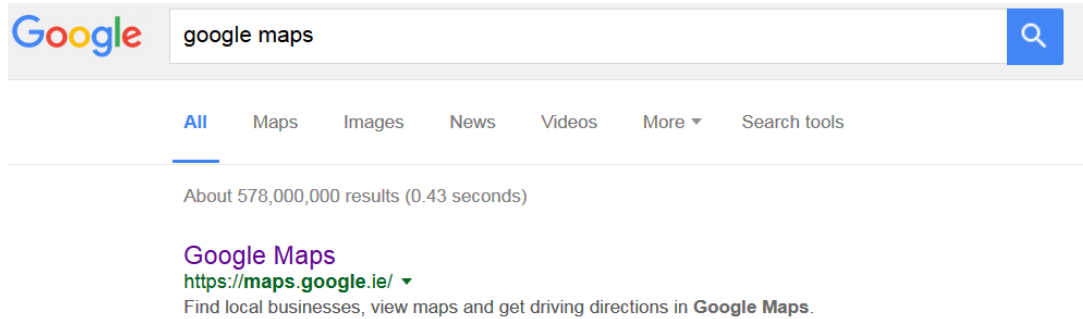 Google google maps
All Maps Images News Videos More Search tools
About 578,000,000 results (0.43 seconds)
Google Maps
https://maps.google.ie/
Find local businesses, view maps and get driving directions in Google Maps.